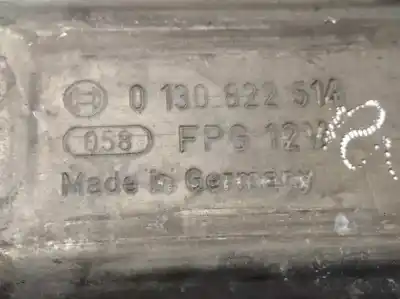 0 130 822 514
058 FPG 12V
Made in Germany